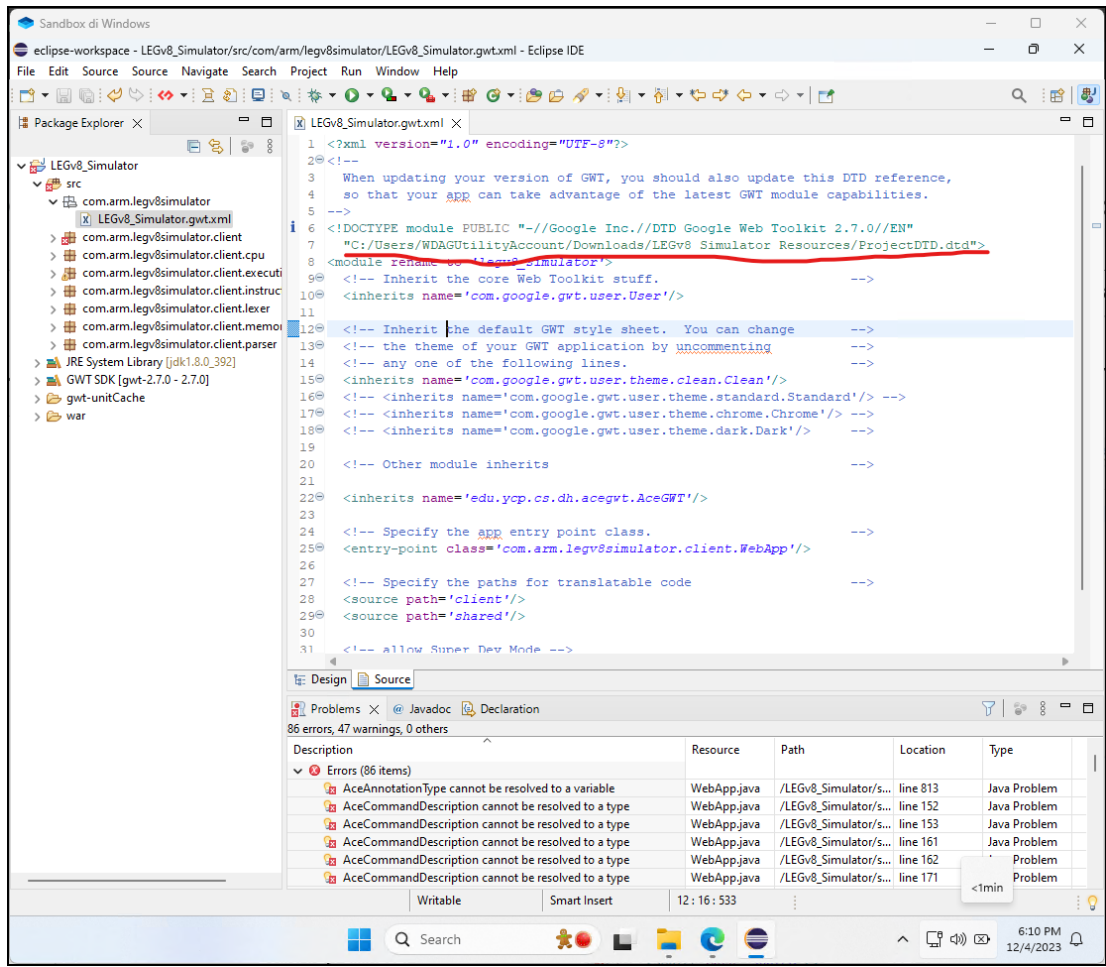 Sandbox di Windows
eclipse-workspace - LEGv8_Simulator/src/com/arm/legv8simulator/LEGv8_Simulator.gwt.xml - Eclipse IDE
File Edit Source Source Navigate Search Project Run Window Help
Package Explorer
LEGv8_Simulator
src
com.arm.legv8simulator
LEGv8_Simulator.gwt.xml
com.arm.legv8simulator.client
com.arm.legv8simulator.client.cpu
com.arm.legv8simulator.client.executi
com.arm.legv8simulator.client.instruc
com.arm.legv8simulator.client.lexer
com.arm.legv8simulator.client.memor
com.arm.legv8simulator.client.parser
JRE System Library [jdk1.8.0_392]
GWT SDK [gwt-2.7.0 - 2.7.0]
gwt-unitCache
war
LEGv8_Simulator.gwt.xml
1 <?xml version="1.0" encoding="UTF-8"?>
2 <!--
3 When updating your version of GWT, you should also update this DTD reference,
4 so that your app can take advantage of the latest GWT module capabilities.
5 -->
6 <!DOCTYPE module PUBLIC "-//Google Inc.//DTD Google Web Toolkit 2.7.0//EN"
7 "C:/Users/WDAGUtilityAccount/Downloads/LEGv8 Simulator Resources/ProjectDTD.dtd">
8 <module rename-to='legv8_simulator'>
9 <!-- Inherit the core Web Toolkit stuff. -->
10 <inherits name='com.google.gwt.user.User'/>
11
12 <!-- Inherit the default GWT style sheet. You can change -->
13 <!-- the theme of your GWT application by uncommenting -->
14 <!-- any one of the following lines. -->
15 <inherits name='com.google.gwt.user.theme.clean.Clean'/>
16 <!-- <inherits name='com.google.gwt.user.theme.standard.Standard'/> -->
17 <!-- <inherits name='com.google.gwt.user.theme.chrome.Chrome'/> -->
18 <!-- <inherits name='com.google.gwt.user.theme.dark.Dark'/> -->
19
20 <!-- Other module inherits -->
21
22 <inherits name='edu.ycp.cs.dh.acegwt.AceGWT'/>
23
24 <!-- Specify the app entry point class. -->
25 <entry-point class='com.arm.legv8simulator.client.WebApp'/>
26
27 <!-- Specify the paths for translatable code -->
28 <source path='client'/>
29 <source path='shared'/>
30
31 <!-- allow Super Dev Mode -->
Design Source
Problems Javadoc Declaration
86 errors, 47 warnings, 0 others
Description Resource Path Location Type
Errors (86 items)
AceAnnotationType cannot be resolved to a variable WebApp.java /LEGv8_Simulator/s... line 813 Java Problem
AceCommandDescription cannot be resolved to a type WebApp.java /LEGv8_Simulator/s... line 152 Java Problem
AceCommandDescription cannot be resolved to a type WebApp.java /LEGv8_Simulator/s... line 153 Java Problem
AceCommandDescription cannot be resolved to a type WebApp.java /LEGv8_Simulator/s... line 161 Java Problem
AceCommandDescription cannot be resolved to a type WebApp.java /LEGv8_Simulator/s... line 162 Problem
AceCommandDescription cannot be resolved to a type WebApp.java /LEGv8_Simulator/s... line 171 Problem
<1min
Writable Smart Insert 12 : 16 : 533
Search
6:10 PM
12/4/2023